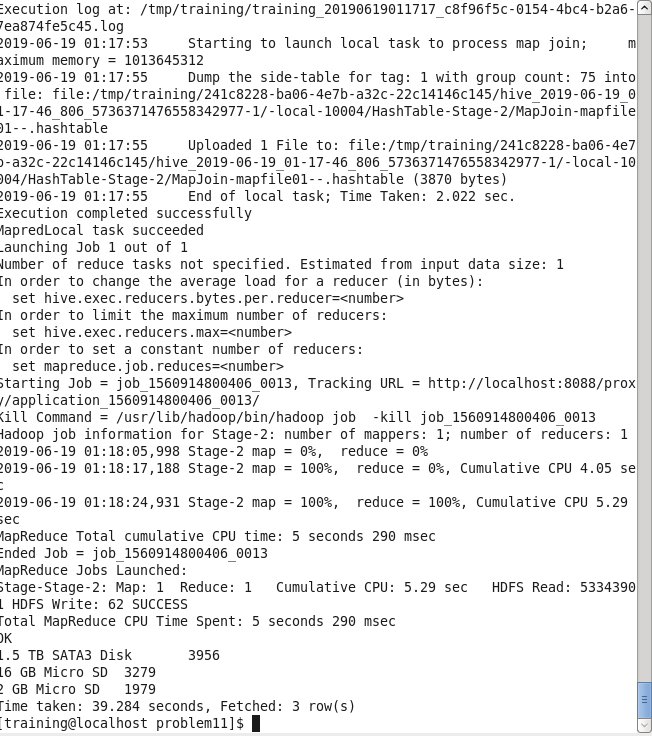 Execution log at: /tmp/training/training_20190619011717_c8f96f5c-0154-4bc4-b2a6-
7ea874fe5c45.log
2019-06-19 01:17:53     Starting to launch local task to process map join;     m
aximum memory = 1013645312
2019-06-19 01:17:55     Dump the side-table for tag: 1 with group count: 75 into
 file: file:/tmp/training/241c8228-ba06-4e7b-a32c-22c14146c145/hive_2019-06-19_0
1-17-46_806_5736371476558342977-1/-local-10004/HashTable-Stage-2/MapJoin-mapfile
01--.hashtable
2019-06-19 01:17:55     Uploaded 1 File to: file:/tmp/training/241c8228-ba06-4e7
b-a32c-22c14146c145/hive_2019-06-19_01-17-46_806_5736371476558342977-1/-local-10
004/HashTable-Stage-2/MapJoin-mapfile01--.hashtable (3870 bytes)
2019-06-19 01:17:55     End of local task; Time Taken: 2.022 sec.
Execution completed successfully
MapredLocal task succeeded
Launching Job 1 out of 1
Number of reduce tasks not specified. Estimated from input data size: 1
In order to change the average load for a reducer (in bytes):
  set hive.exec.reducers.bytes.per.reducer=<number>
In order to limit the maximum number of reducers:
  set hive.exec.reducers.max=<number>
In order to set a constant number of reducers:
  set mapreduce.job.reduces=<number>
Starting Job = job_1560914800406_0013, Tracking URL = http://localhost:8088/prox
y/application_1560914800406_0013/
Kill Command = /usr/lib/hadoop/bin/hadoop job  -kill job_1560914800406_0013
Hadoop job information for Stage-2: number of mappers: 1; number of reducers: 1
2019-06-19 01:18:05,998 Stage-2 map = 0%,  reduce = 0%
2019-06-19 01:18:17,188 Stage-2 map = 100%,  reduce = 0%, Cumulative CPU 4.05 se
c
2019-06-19 01:18:24,931 Stage-2 map = 100%,  reduce = 100%, Cumulative CPU 5.29
sec
MapReduce Total cumulative CPU time: 5 seconds 290 msec
Ended Job = job_1560914800406_0013
MapReduce Jobs Launched:
Stage-Stage-2: Map: 1  Reduce: 1   Cumulative CPU: 5.29 sec   HDFS Read: 5334390
1 HDFS Write: 62 SUCCESS
Total MapReduce CPU Time Spent: 5 seconds 290 msec
OK
1.5 TB SATA3 Disk       3956
16 GB Micro SD  3279
2 GB Micro SD   1979
Time taken: 39.284 seconds, Fetched: 3 row(s)
[training@localhost problem11]$